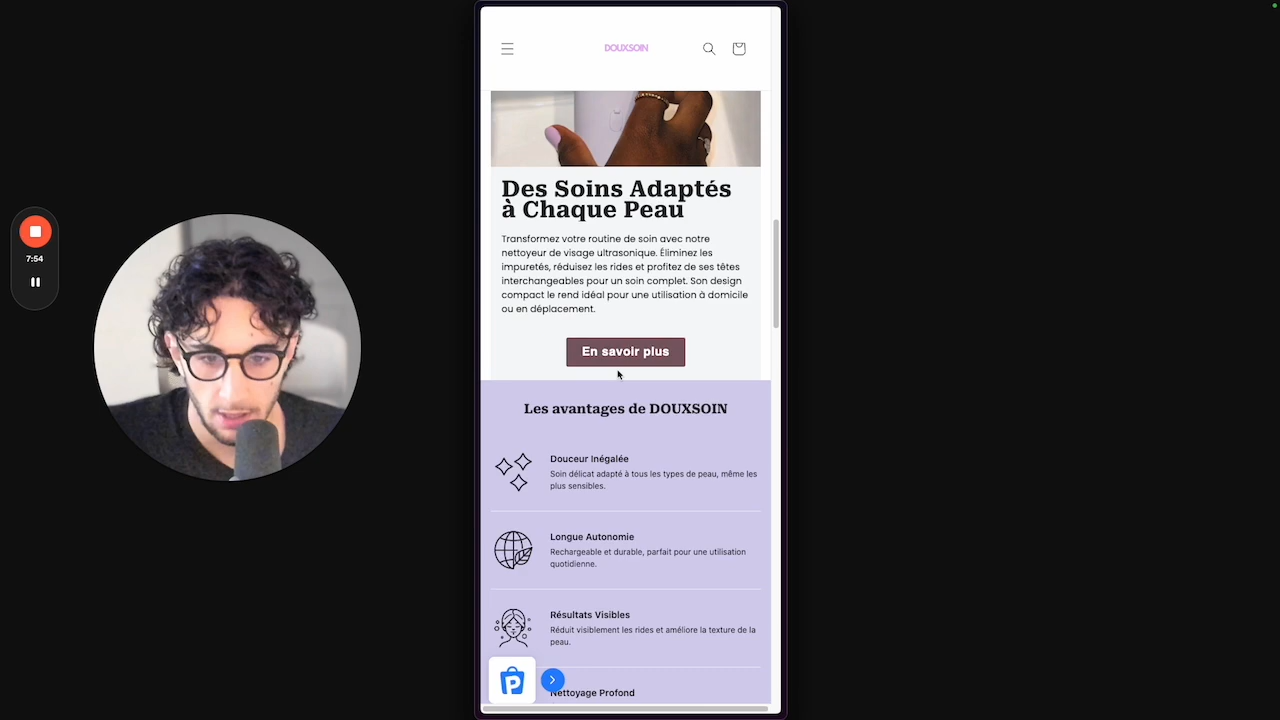 DOUXSOIN
7:54
Des Soins Adaptés
à Chaque Peau
Transformez votre routine de soin avec notre
nettoyeur de visage ultrasonique. Éliminez les
impuretés, réduisez les rides et profitez de ses têtes
interchangeables pour un soin complet. Son design
compact le rend idéal pour une utilisation à domicile
ou en déplacement.
En savoir plus
Les avantages de DOUXSOIN
Douceur Inégalée
Soin délicat adapté à tous les types de peau, même les
plus sensibles.
Longue Autonomie
Rechargeable et durable, parfait pour une utilisation
quotidienne.
Résultats Visibles
Réduit visiblement les rides et améliore la texture de la
peau.
Nettoyage Profond